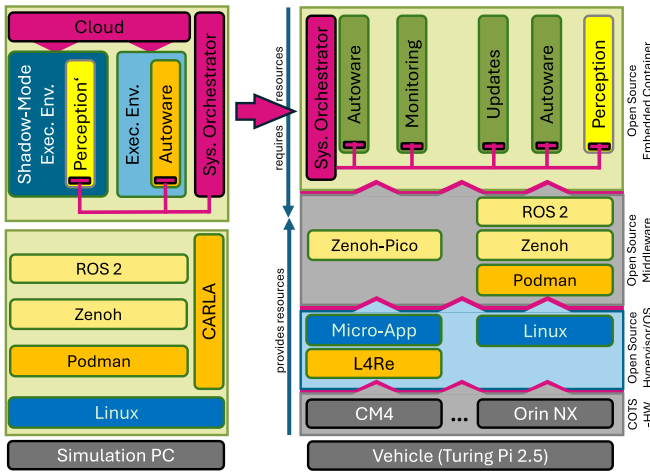 Cloud
Shadow-Mode
Exec. Env.
Perception‘
Exec. Env.
Autoware
Sys. Orchestrator
ROS 2
Zenoh
Podman
CARLA
Linux
Simulation PC
requires resources
provides resources
Sys. Orchestrator
Autoware
Monitoring
Updates
Autoware
Perception
Open Source
Embedded Container
Zenoh-Pico
ROS 2
Zenoh
Podman
Open Source
Middleware
Micro-App
L4Re
Linux
Open Source
Hypervisor/OS
CM4
...
Orin NX
COTS
-HW
Vehicle (Turing Pi 2.5)